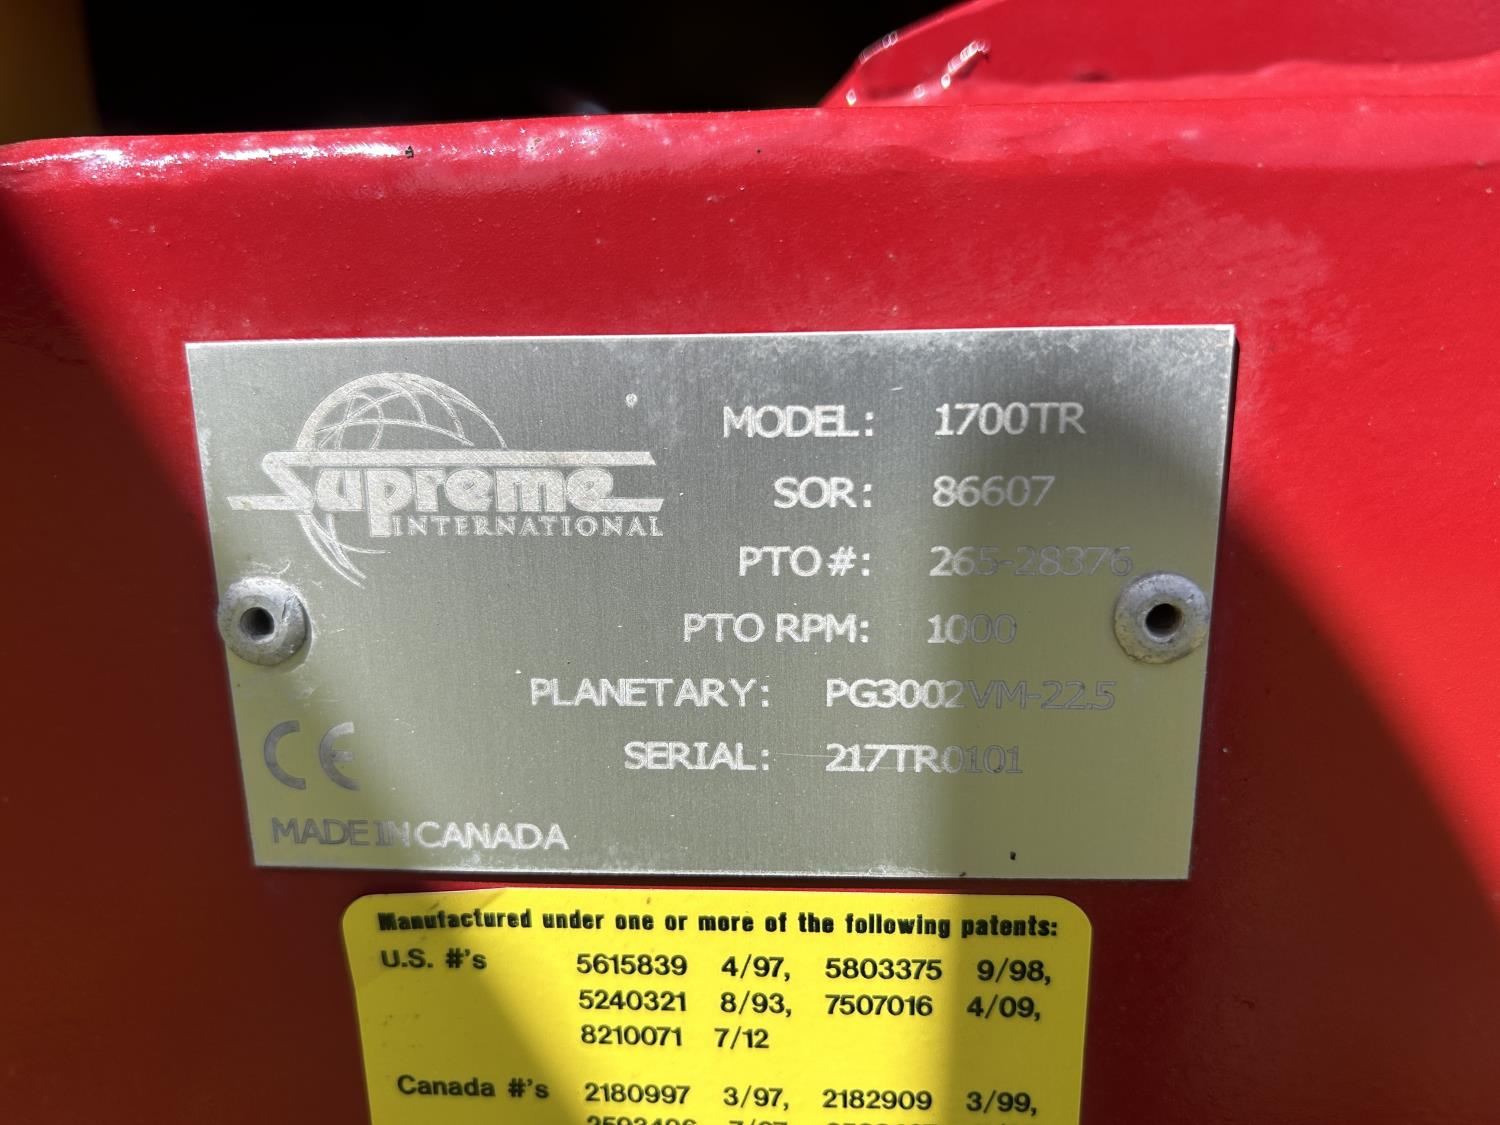 Supreme
INTERNATIONAL
MODEL: 1700TR
SOR: 86607
PTO#: 265-28376
PTO RPM: 1000
PLANETARY: PG3002VM-22.5
SERIAL: 217TR0101
CE
MADE IN CANADA
Manufactured under one or more of the following patents:
U.S. #'s 5615839 4/97, 5803375 9/98,
5240321 8/93, 7507016 4/09,
8210071 7/12
Canada #'s 2180997 3/97, 2182909 3/99,